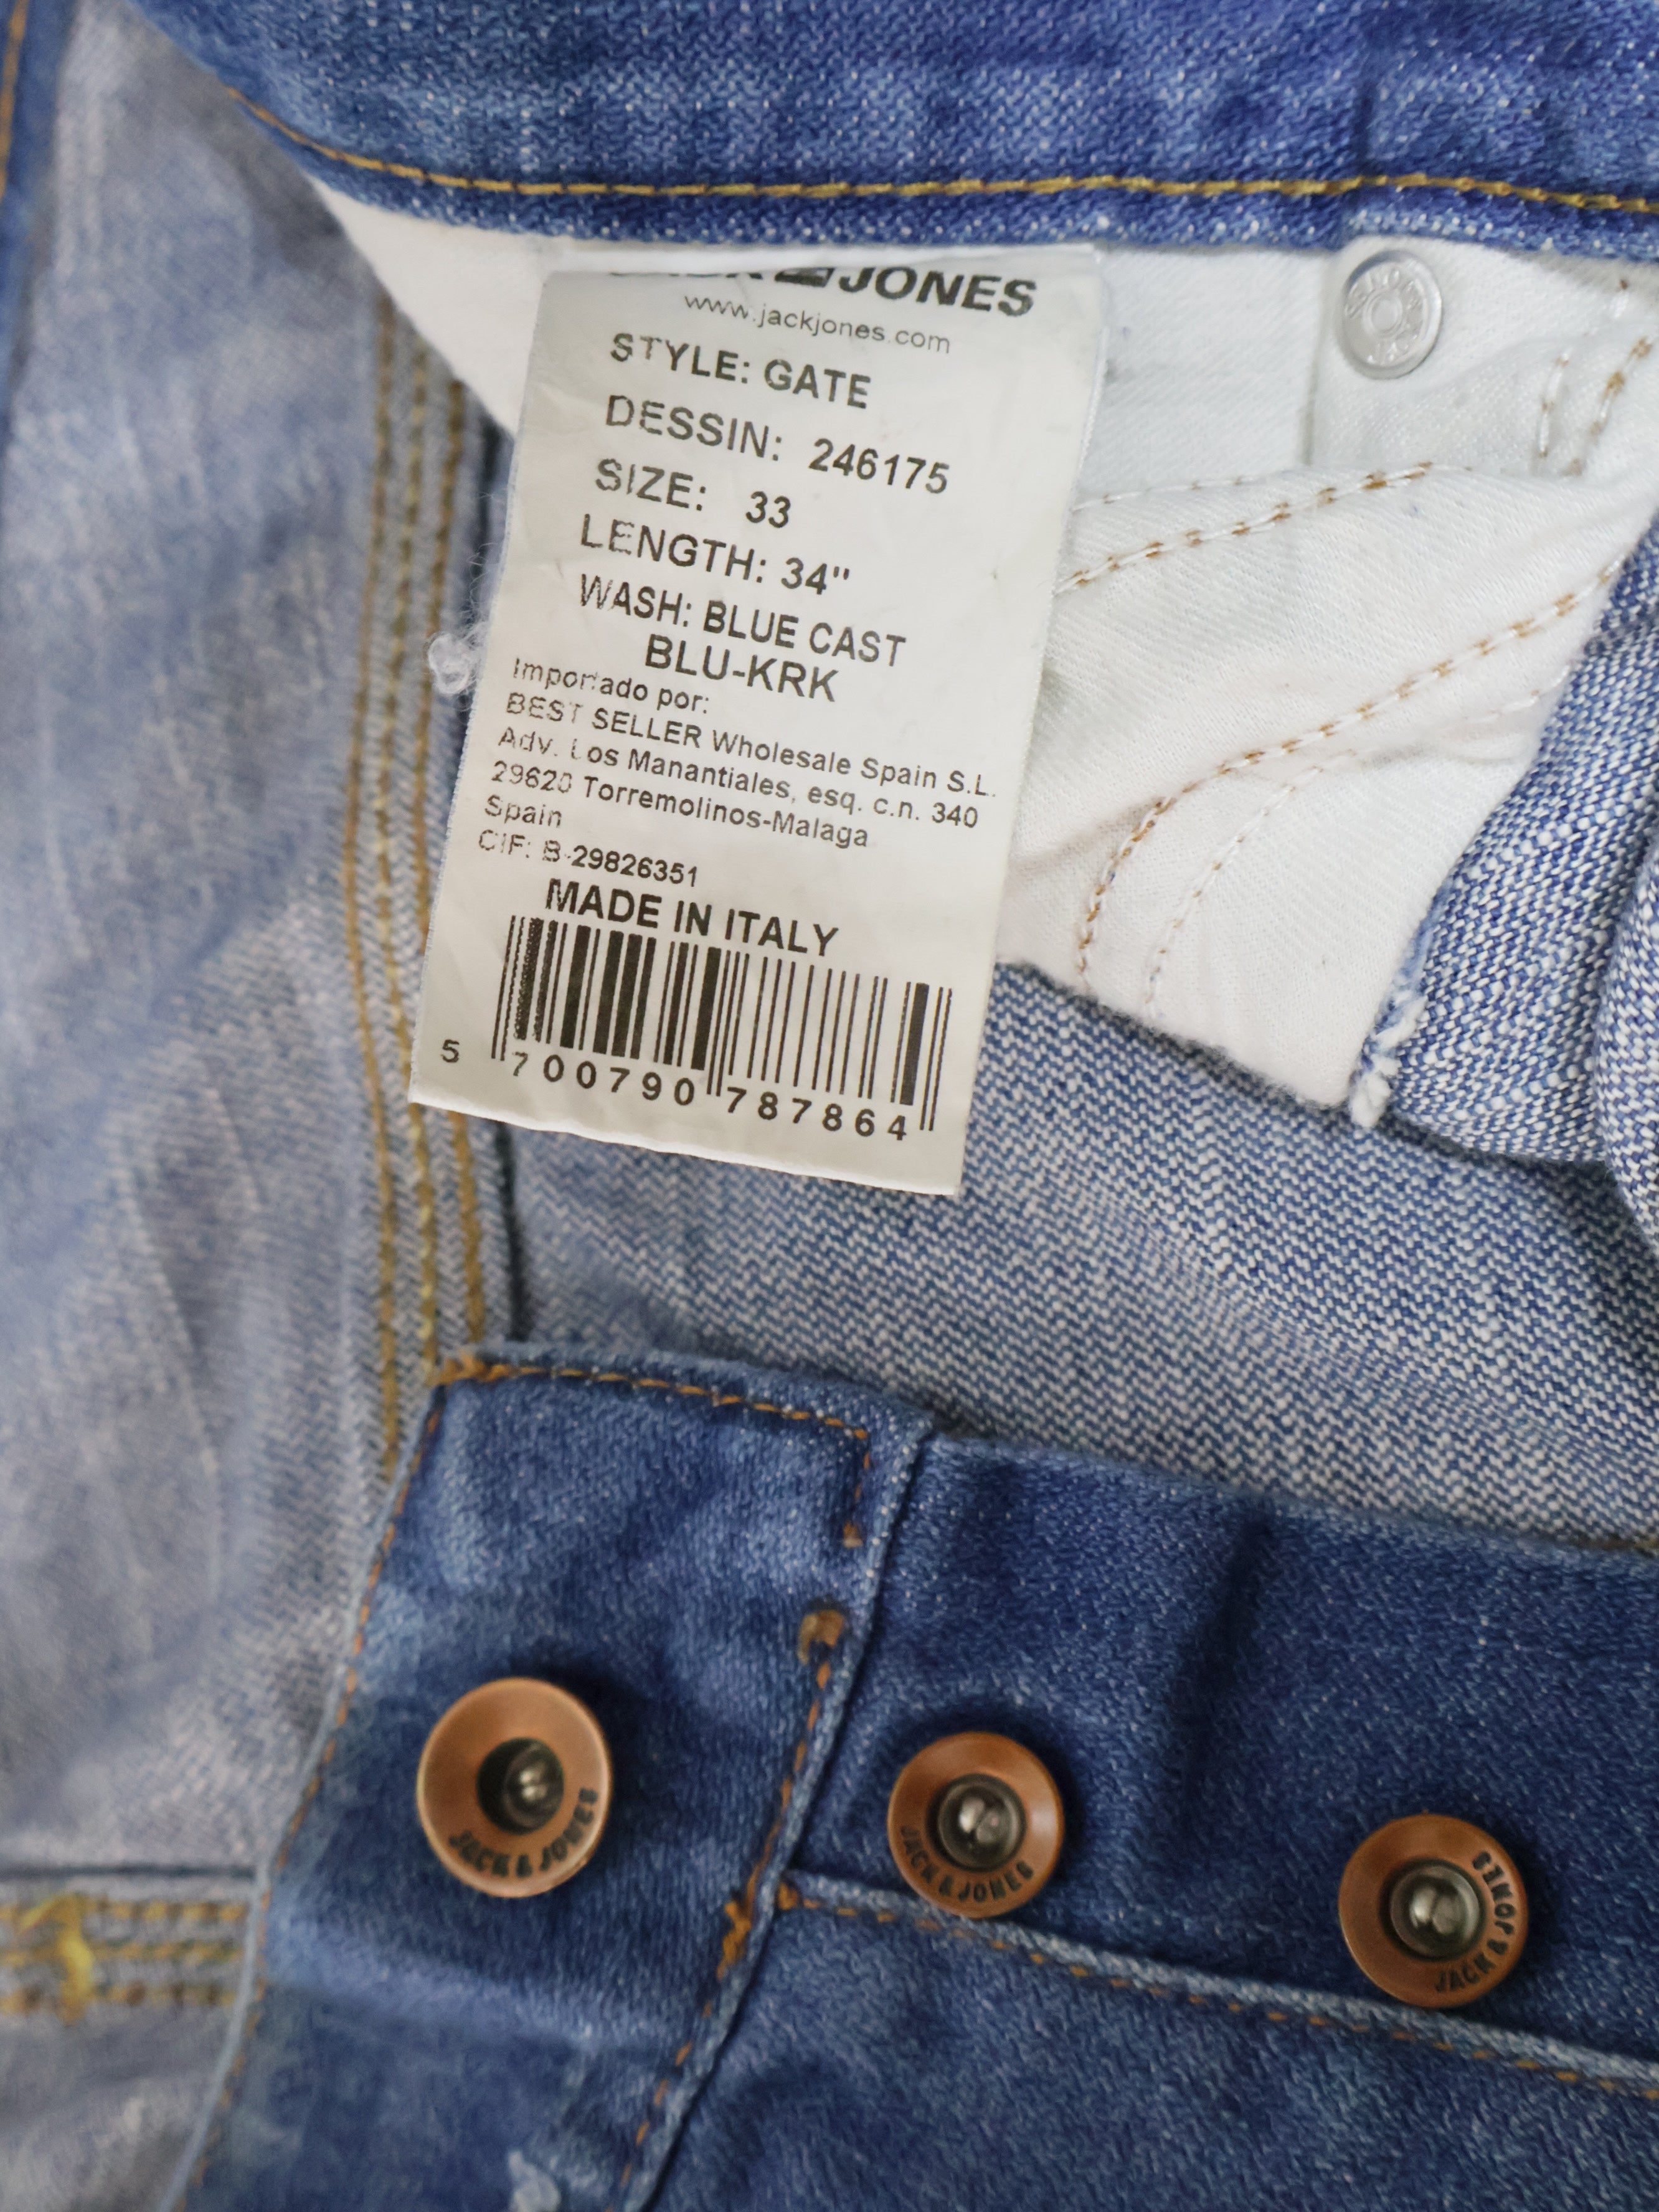 JONES
www.jackjones.com
STYLE: GATE
DESSIN: 246175
SIZE: 33
LENGTH: 34"
WASH: BLUE CAST
BLU-KRK
Importado por:
BEST SELLER Wholesale Spain S.L.
Adv. Los Manantiales, esq. c.n. 340
29620 Torremolinos-Malaga
Spain
CIF: B-29826351
MADE IN ITALY
5 700790 787864
JACK & JONES
JACK & JONES
JACK & JONES